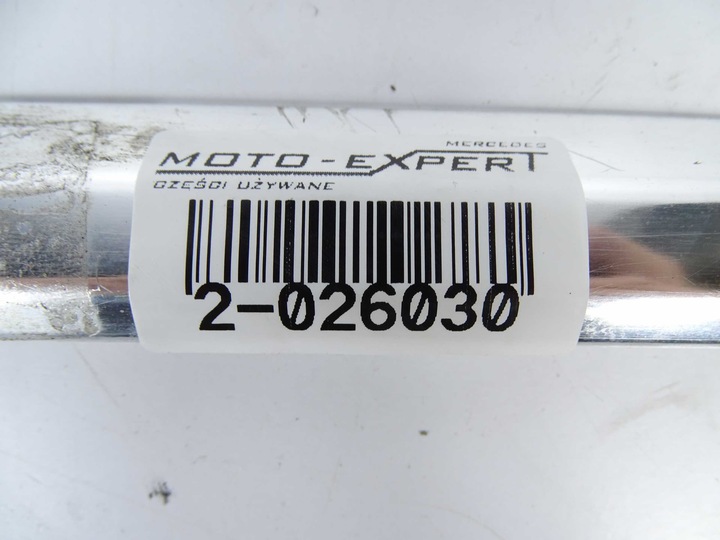 MERCEDES
MOTO-EXPERT
CZĘŚCI UŻYWANE
2-026030